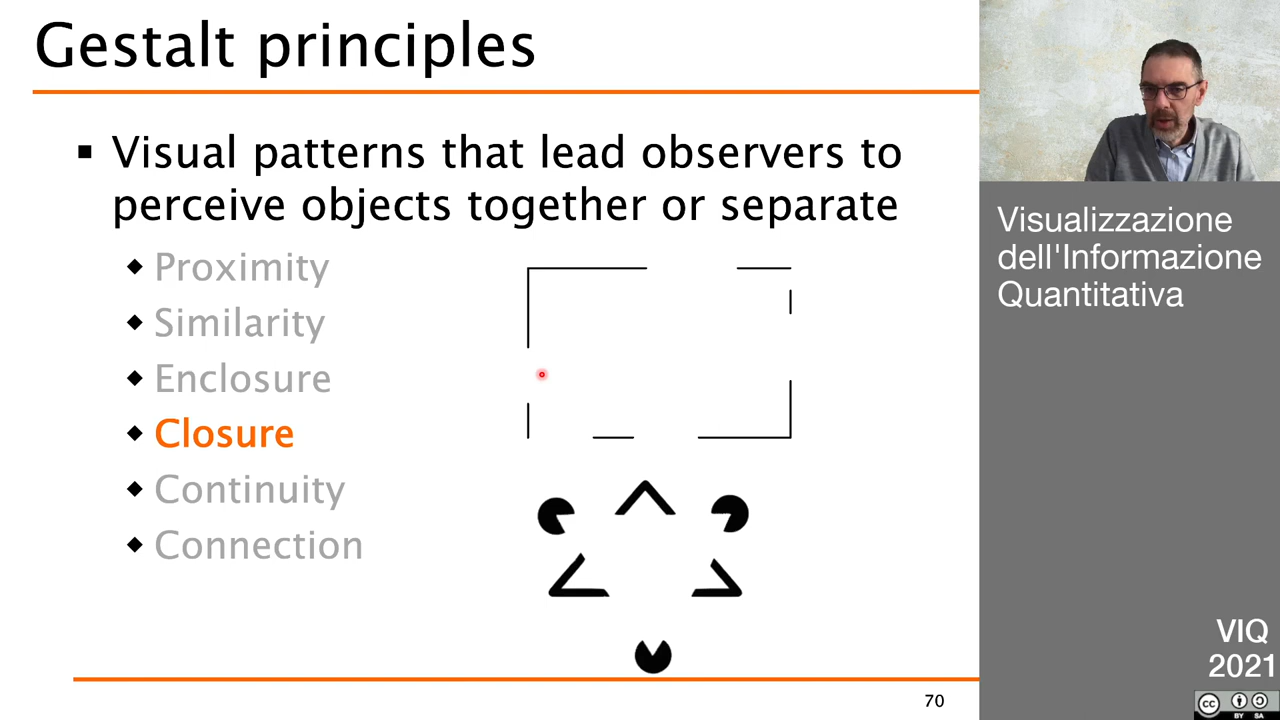 Gestalt principles
Visual patterns that lead observers to
perceive objects together or separate
Proximity
Similarity
Enclosure
Closure
Continuity
Connection
70
Visualizzazione
dell'Informazione
Quantitativa
VIQ
2021
cc
BY SA